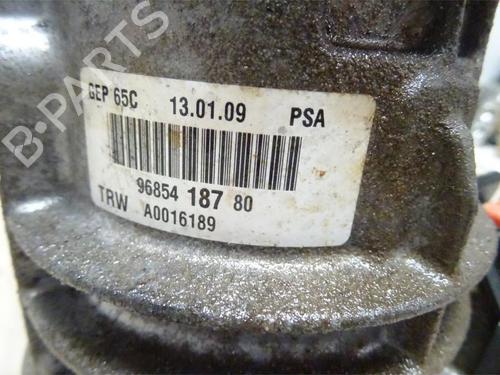 B-PARTS
GEP 65C 13.01.09 PSA
96854 187 80
TRW A0016189